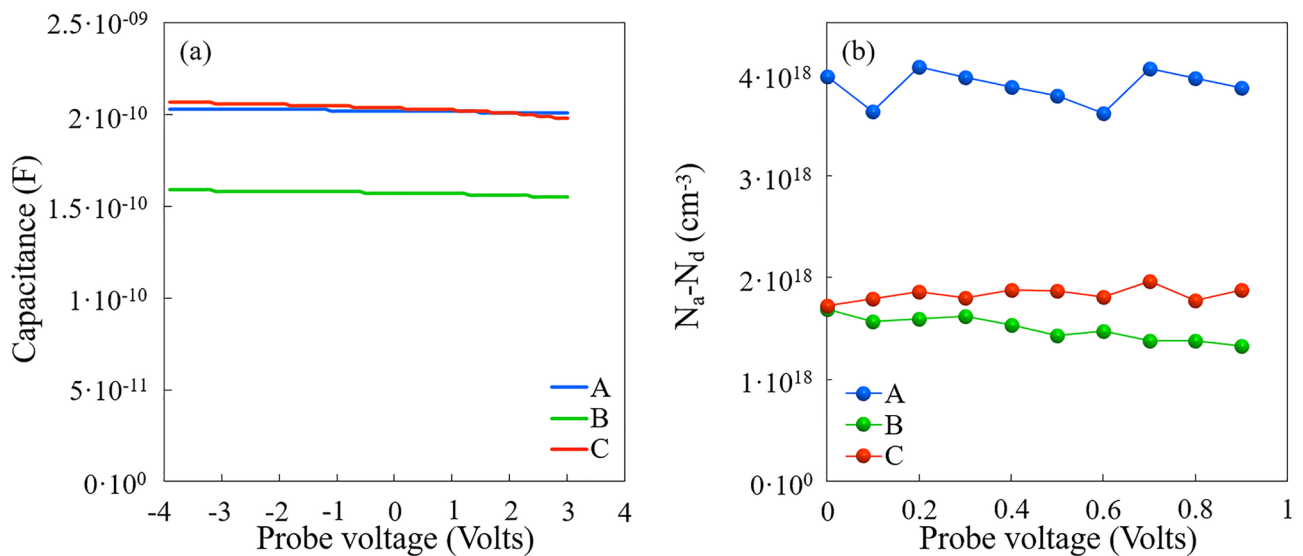 (a)
Capacitance (F)
2.5·10⁻⁰⁹
2·10⁻¹⁰
1.5·10⁻¹⁰
1·10⁻¹⁰
5·10⁻¹¹
0·10⁰
-4 -3 -2 -1 0 1 2 3 4
Probe voltage (Volts)
A
B
C
(b)
Nₐ-N_d (cm⁻³)
4·10¹⁸
3·10¹⁸
2·10¹⁸
1·10¹⁸
0·10⁰
0 0.2 0.4 0.6 0.8 1
Probe voltage (Volts)
A
B
C